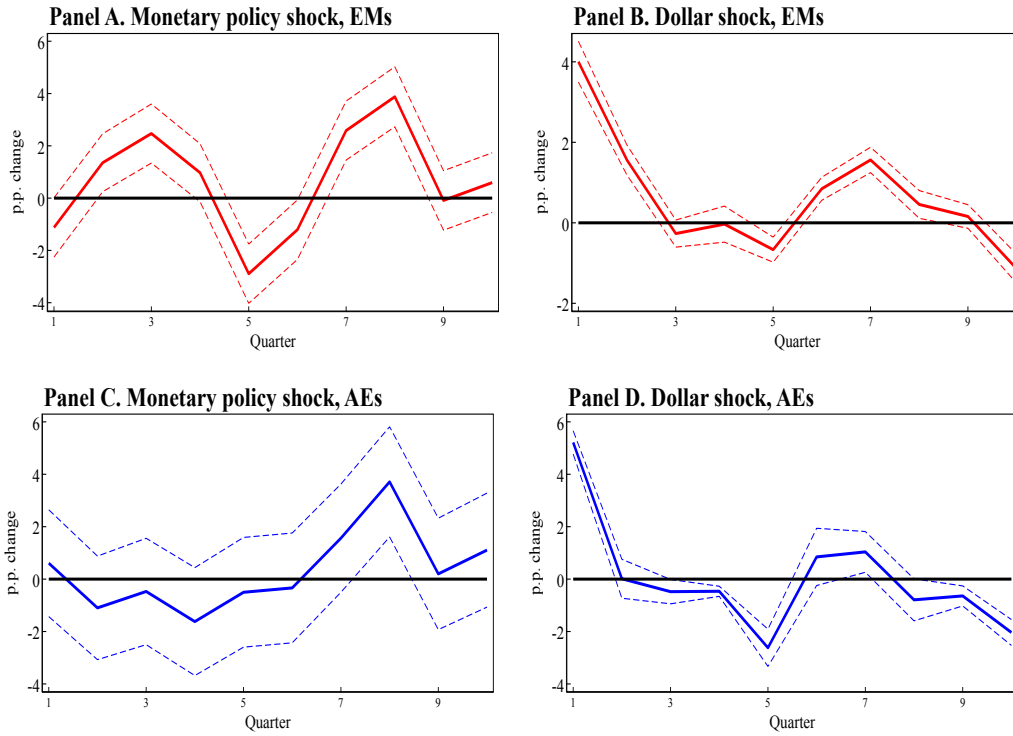 Panel A. Monetary policy shock, EMs
6
4
2
0
-2
-4
p.p. change
1 3 5 7 9
Quarter
Panel B. Dollar shock, EMs
4
2
0
-2
p.p. change
1 3 5 7 9
Quarter
Panel C. Monetary policy shock, AEs
6
4
2
0
-2
-4
p.p. change
1 3 5 7 9
Quarter
Panel D. Dollar shock, AEs
6
4
2
0
-2
-4
p.p. change
1 3 5 7 9
Quarter